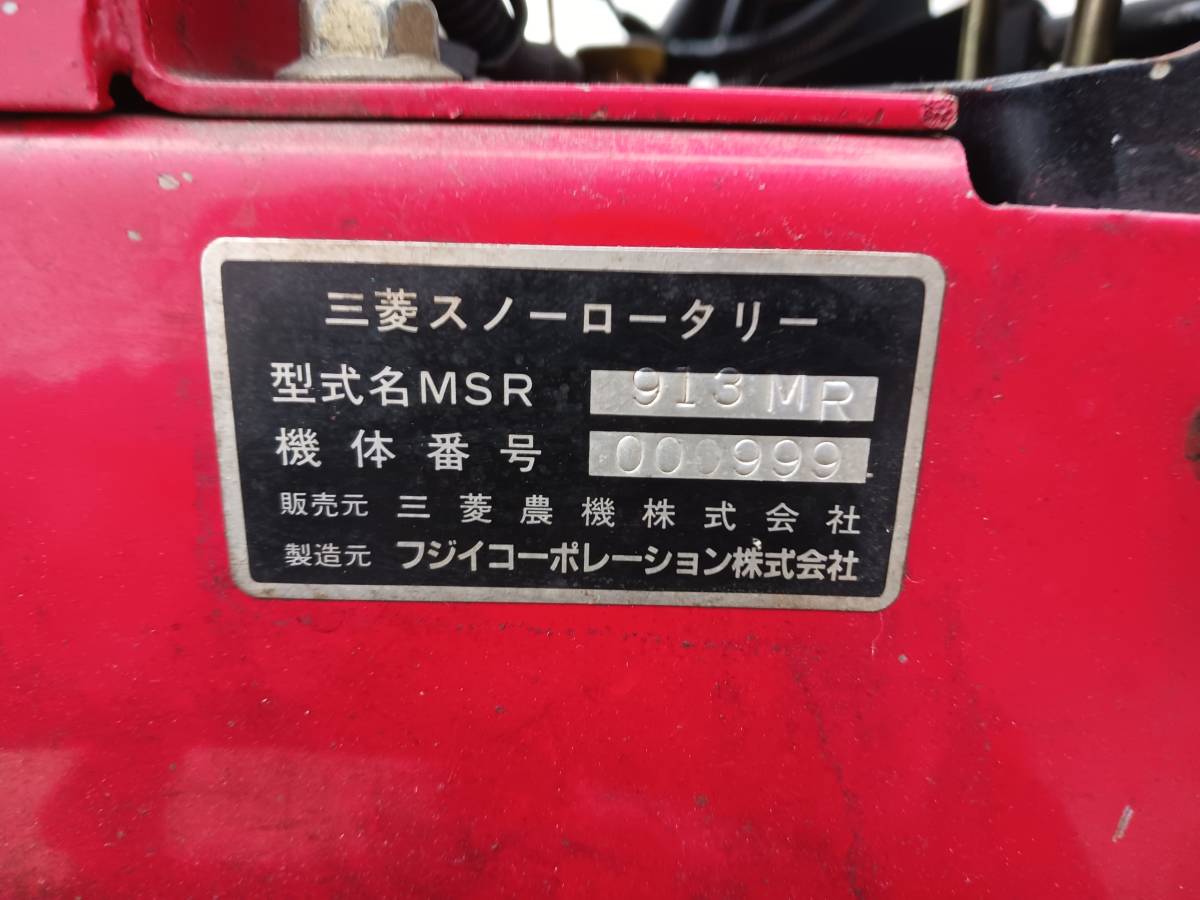 三菱スノーロータリー
型式名MSR 913MR
機体番号 000999
販売元 三菱農機株式会社
製造元 フジイコーポレーション株式会社